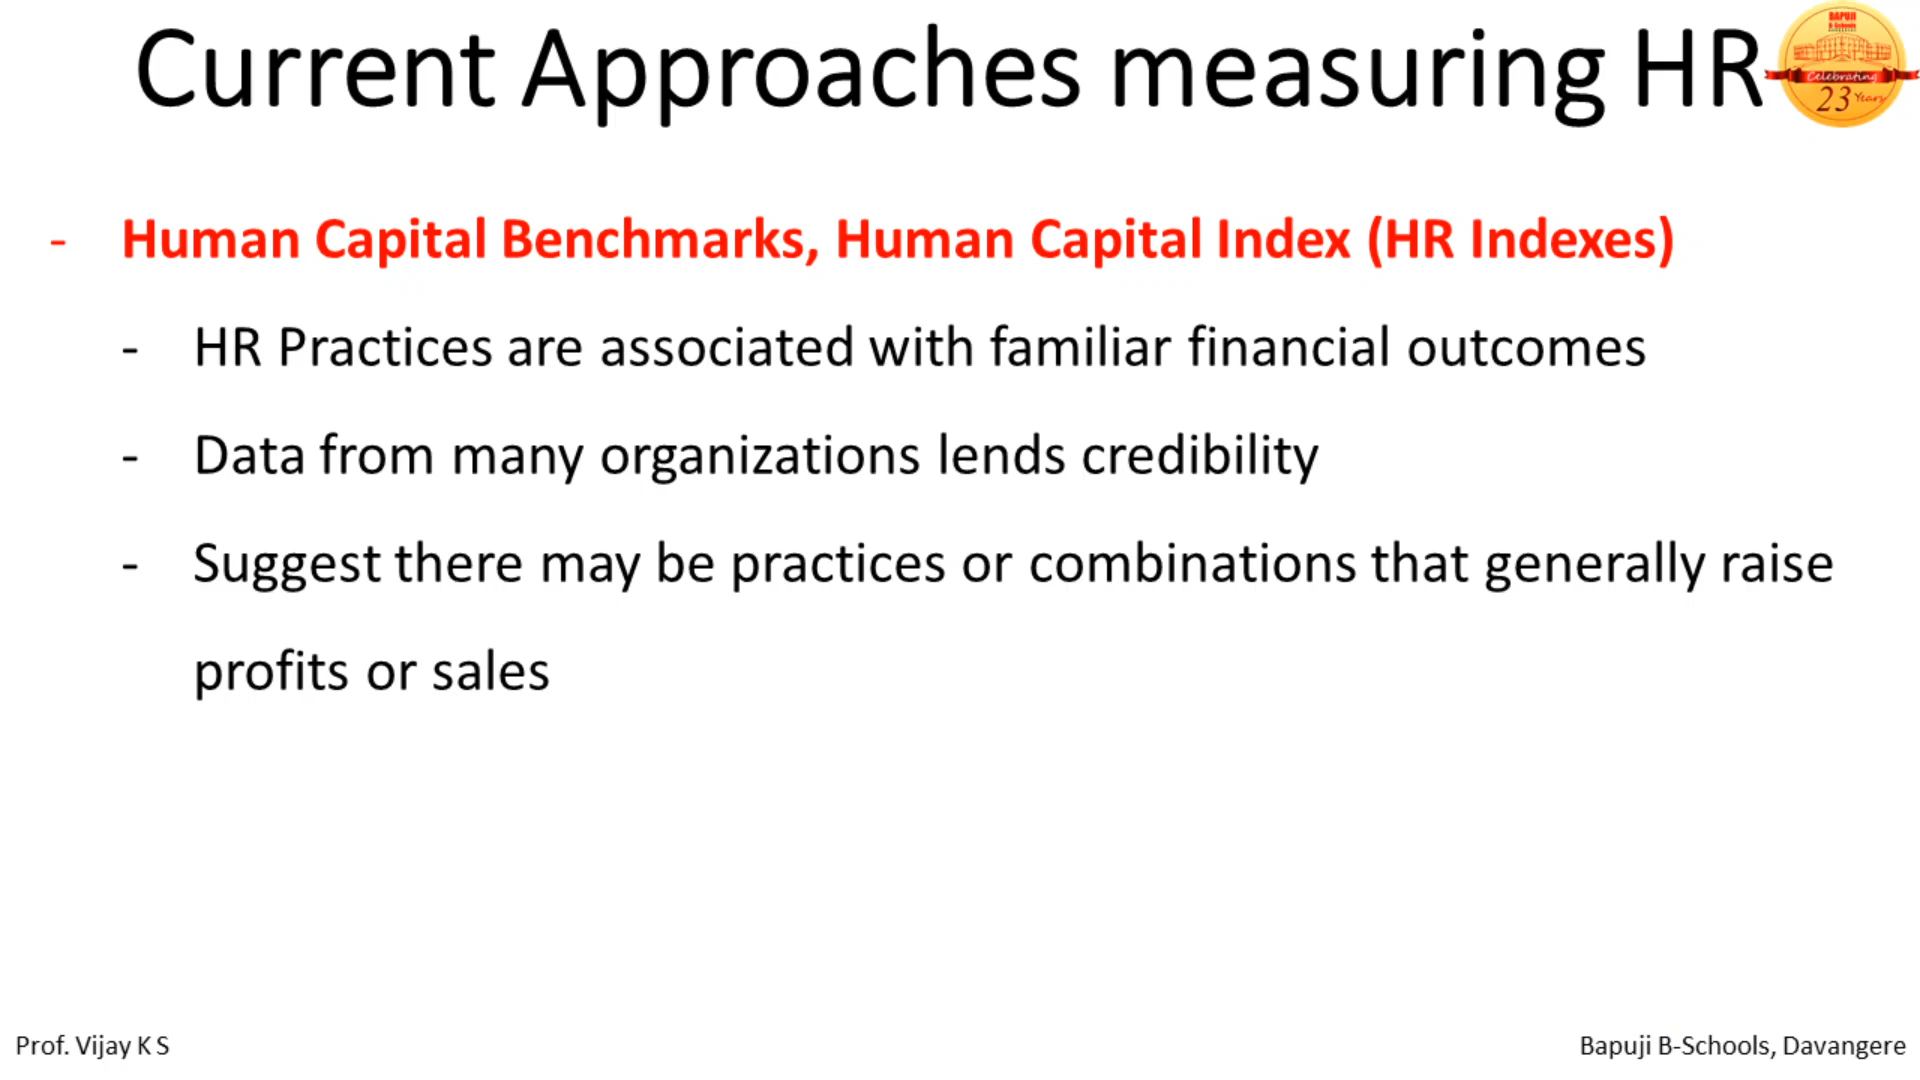 Current Approaches measuring HR
BAPUJI
B-Schools
Celebrating
23 Years
- Human Capital Benchmarks, Human Capital Index (HR Indexes)
- HR Practices are associated with familiar financial outcomes
- Data from many organizations lends credibility
- Suggest there may be practices or combinations that generally raise
profits or sales
Prof. Vijay K S
Bapuji B-Schools, Davangere